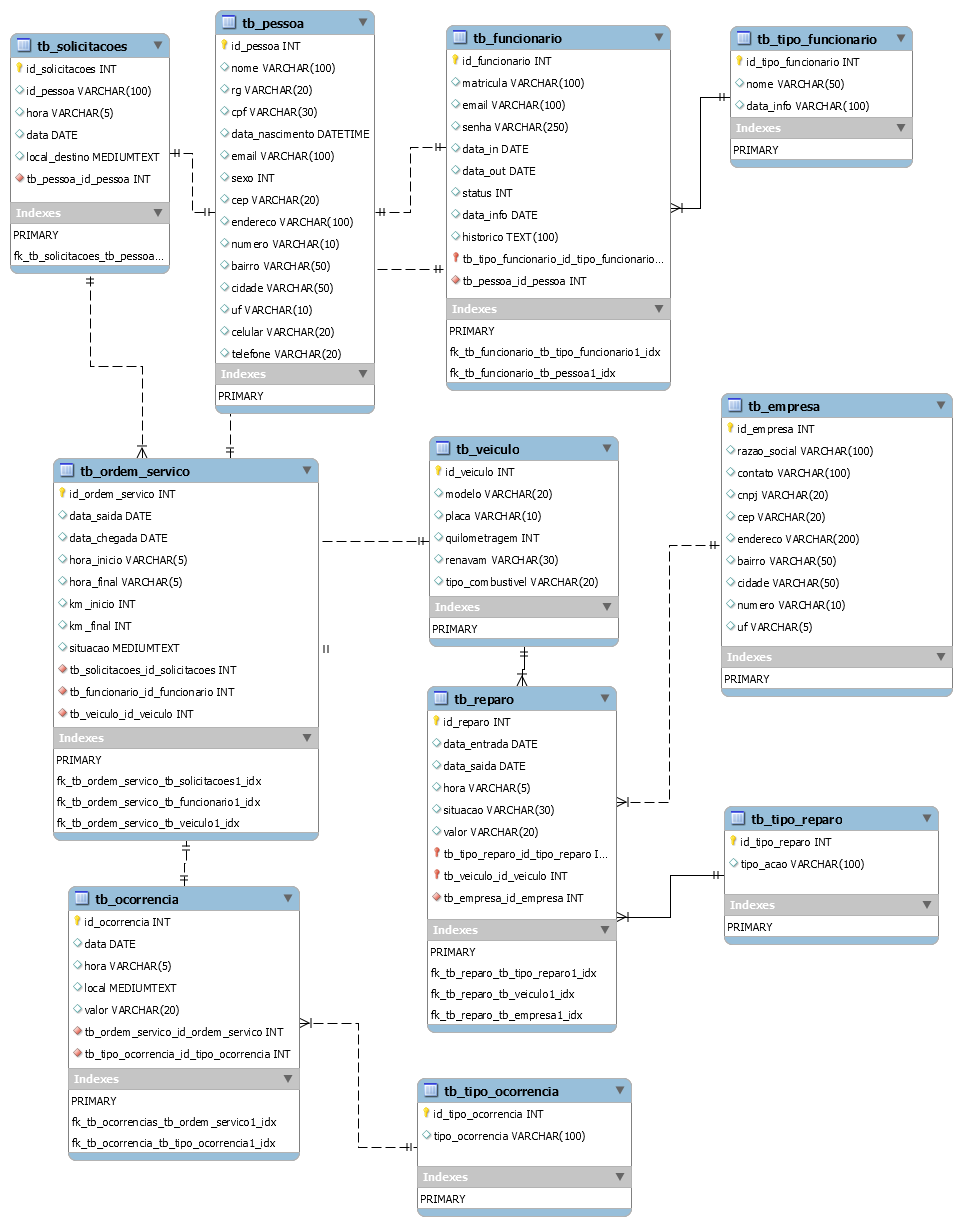 tb_solicitacoes
id_solicitacoes INT
id_pessoa VARCHAR(100)
hora VARCHAR(5)
data DATE
local_destino MEDIUMTEXT
tb_pessoa_id_pessoa INT
Indexes
PRIMARY
fk_tb_solicitacoes_tb_pessoa...
tb_pessoa
id_pessoa INT
nome VARCHAR(100)
rg VARCHAR(20)
cpf VARCHAR(30)
data_nascimento DATETIME
email VARCHAR(100)
sexo INT
cep VARCHAR(20)
endereco VARCHAR(100)
numero VARCHAR(10)
bairro VARCHAR(50)
cidade VARCHAR(50)
uf VARCHAR(10)
celular VARCHAR(20)
telefone VARCHAR(20)
Indexes
PRIMARY
tb_funcionario
id_funcionario INT
matricula VARCHAR(100)
email VARCHAR(100)
senha VARCHAR(250)
data_in DATE
data_out DATE
status INT
data_info DATE
historico TEXT(100)
tb_tipo_funcionario_id_tipo_funcionario...
tb_pessoa_id_pessoa INT
Indexes
PRIMARY
fk_tb_funcionario_tb_tipo_funcionario1_idx
fk_tb_funcionario_tb_pessoa1_idx
tb_tipo_funcionario
id_tipo_funcionario INT
nome VARCHAR(50)
data_info VARCHAR(100)
Indexes
PRIMARY
tb_ordem_servico
id_ordem_servico INT
data_saida DATE
data_chegada DATE
hora_inicio VARCHAR(5)
hora_final VARCHAR(5)
km_inicio INT
km_final INT
situacao MEDIUMTEXT
tb_solicitacoes_id_solicitacoes INT
tb_funcionario_id_funcionario INT
tb_veiculo_id_veiculo INT
Indexes
PRIMARY
fk_tb_ordem_servico_tb_solicitacoes1_idx
fk_tb_ordem_servico_tb_funcionario1_idx
fk_tb_ordem_servico_tb_veiculo1_idx
tb_veiculo
id_veiculo INT
modelo VARCHAR(20)
placa VARCHAR(10)
quilometragem INT
renavam VARCHAR(30)
tipo_combustivel VARCHAR(20)
Indexes
PRIMARY
tb_empresa
id_empresa INT
razao_social VARCHAR(100)
contato VARCHAR(100)
cnpj VARCHAR(20)
cep VARCHAR(20)
endereco VARCHAR(200)
bairro VARCHAR(50)
cidade VARCHAR(50)
numero VARCHAR(10)
uf VARCHAR(5)
Indexes
PRIMARY
tb_reparo
id_reparo INT
data_entrada DATE
data_saida DATE
hora VARCHAR(5)
situacao VARCHAR(30)
valor VARCHAR(20)
tb_tipo_reparo_id_tipo_reparo I...
tb_veiculo_id_veiculo INT
tb_empresa_id_empresa INT
Indexes
PRIMARY
fk_tb_reparo_tb_tipo_reparo1_idx
fk_tb_reparo_tb_veiculo1_idx
fk_tb_reparo_tb_empresa1_idx
tb_tipo_reparo
id_tipo_reparo INT
tipo_acao VARCHAR(100)
Indexes
PRIMARY
tb_ocorrencia
id_ocorrencia INT
data DATE
hora VARCHAR(5)
local MEDIUMTEXT
valor VARCHAR(20)
tb_ordem_servico_id_ordem_servico INT
tb_tipo_ocorrencia_id_tipo_ocorrencia INT
Indexes
PRIMARY
fk_tb_ocorrencias_tb_ordem_servico1_idx
fk_tb_ocorrencia_tb_tipo_ocorrencia1_idx
tb_tipo_ocorrencia
id_tipo_ocorrencia INT
tipo_ocorrencia VARCHAR(100)
Indexes
PRIMARY